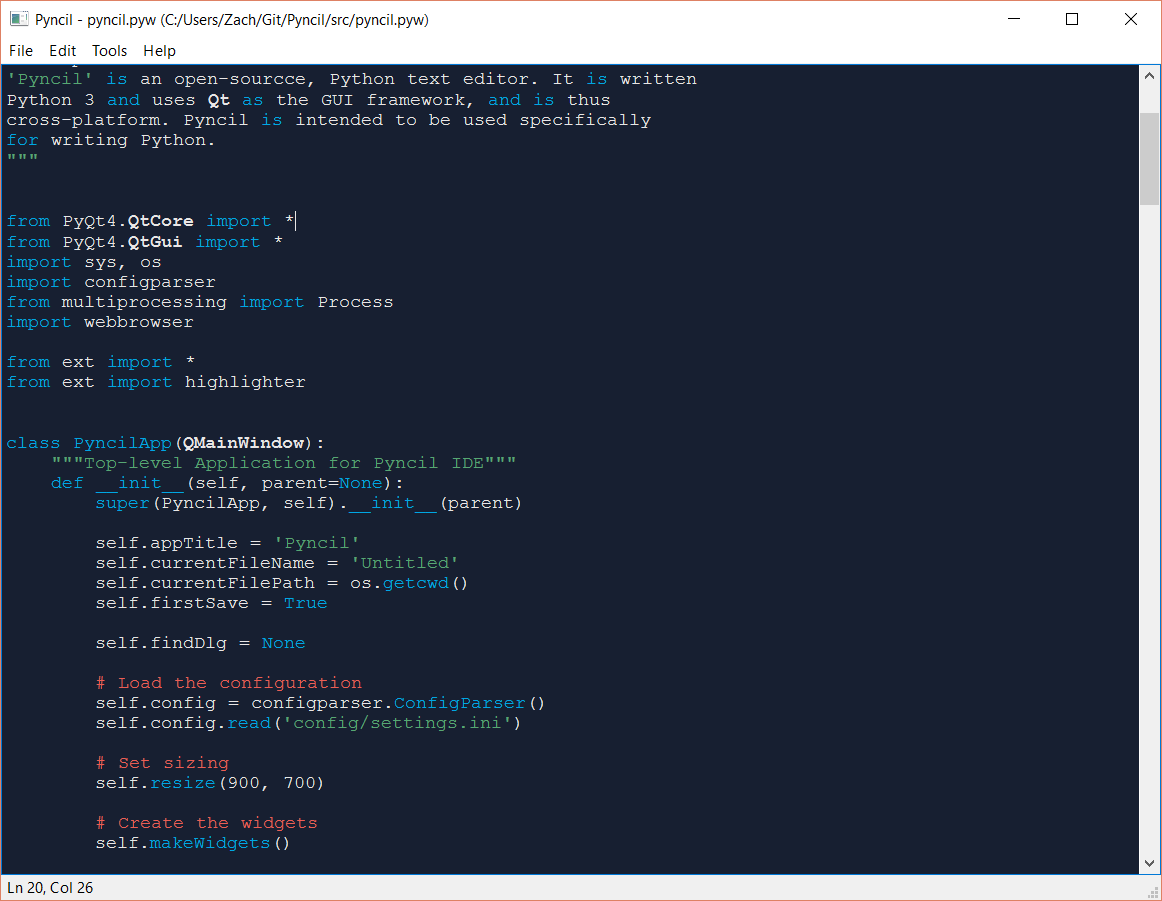 Pyncil - pyncil.pyw (C:/Users/Zach/Git/Pyncil/src/pyncil.pyw)
File Edit Tools Help
'Pyncil' is an open-sourcce, Python text editor. It is written
Python 3 and uses Qt as the GUI framework, and is thus
cross-platform. Pyncil is intended to be used specifically
for writing Python.
"""
from PyQt4.QtCore import *
from PyQt4.QtGui import *
import sys, os
import configparser
from multiprocessing import Process
import webbrowser
from ext import *
from ext import highlighter
class PyncilApp(QMainWindow):
    """Top-level Application for Pyncil IDE"""
    def __init__(self, parent=None):
        super(PyncilApp, self).__init__(parent)
        self.appTitle = 'Pyncil'
        self.currentFileName = 'Untitled'
        self.currentFilePath = os.getcwd()
        self.firstSave = True
        self.findDlg = None
        # Load the configuration
        self.config = configparser.ConfigParser()
        self.config.read('config/settings.ini')
        # Set sizing
        self.resize(900, 700)
        # Create the widgets
        self.makeWidgets()
Ln 20, Col 26